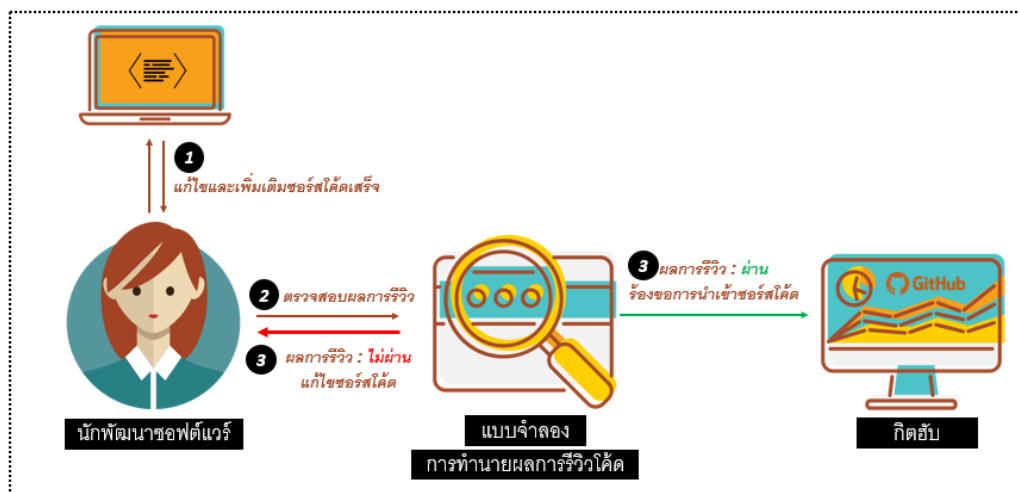 1
แก้ไขและเพิ่มเติมซอร์สโค้ดเสร็จ
2 ตรวจสอบผลการรีวิว
3 ผลการรีวิว : ไม่ผ่าน
แก้ไขซอร์สโค้ด
3 ผลการรีวิว : ผ่าน
ร้องขอการนำเข้าซอร์สโค้ด
GitHub
นักพัฒนาซอฟต์แวร์
แบบจำลอง
การทำนายผลการรีวิวโค้ด
กิตฮับ